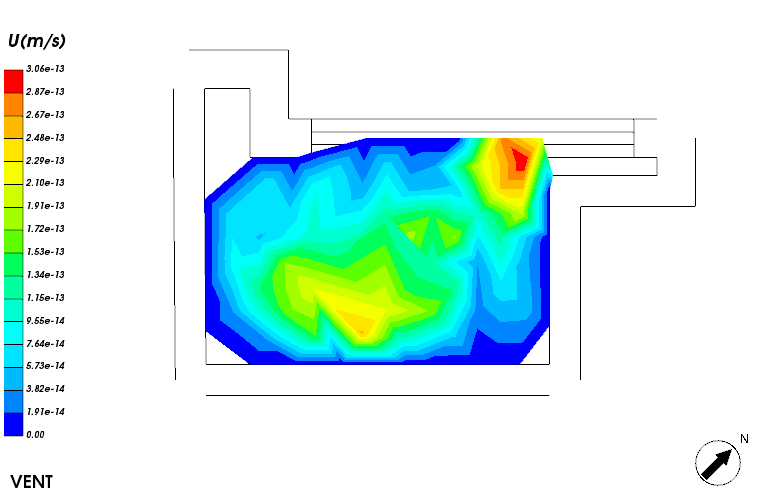 U(m/s)
3.06e-13
2.87e-13
2.67e-13
2.48e-13
2.29e-13
2.10e-13
1.91e-13
1.72e-13
1.53e-13
1.34e-13
1.15e-13
9.55e-14
7.64e-14
5.73e-14
3.82e-14
1.91e-14
0.00
N
VENT